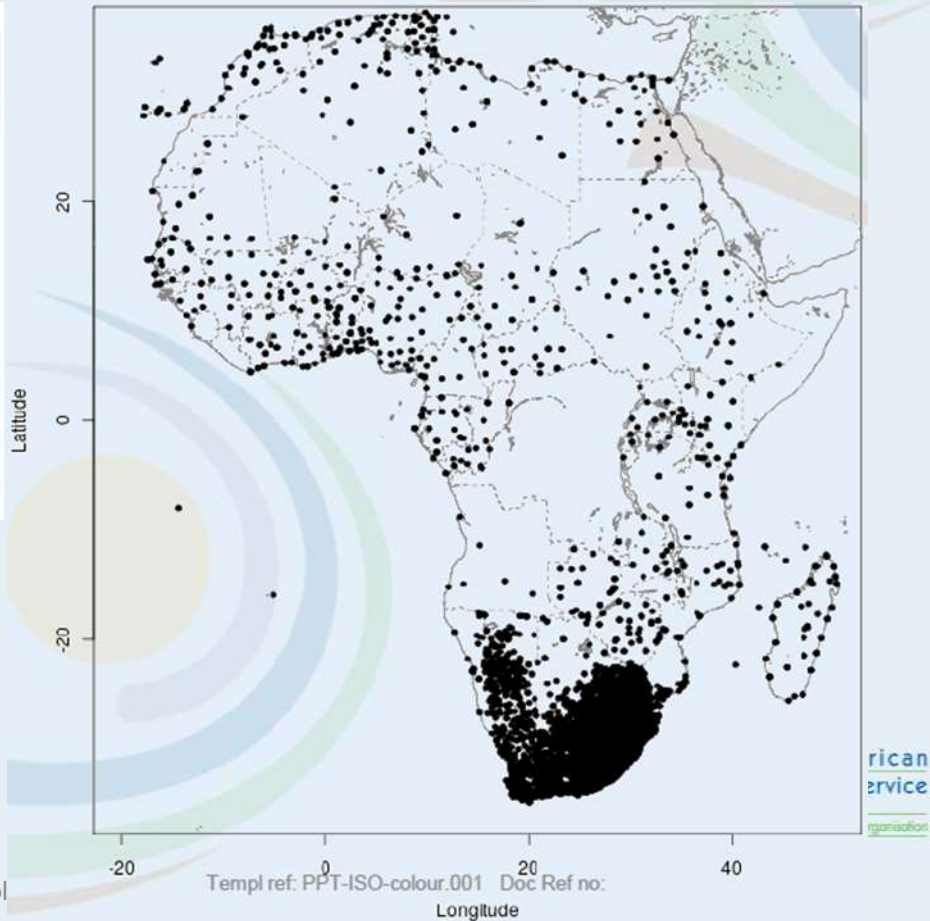 20
Latitude
0
-20
rican
ervice
rganisation
-20
0
20
40
Templ ref: PPT-ISO-colour.001 Doc Ref no:
Longitude